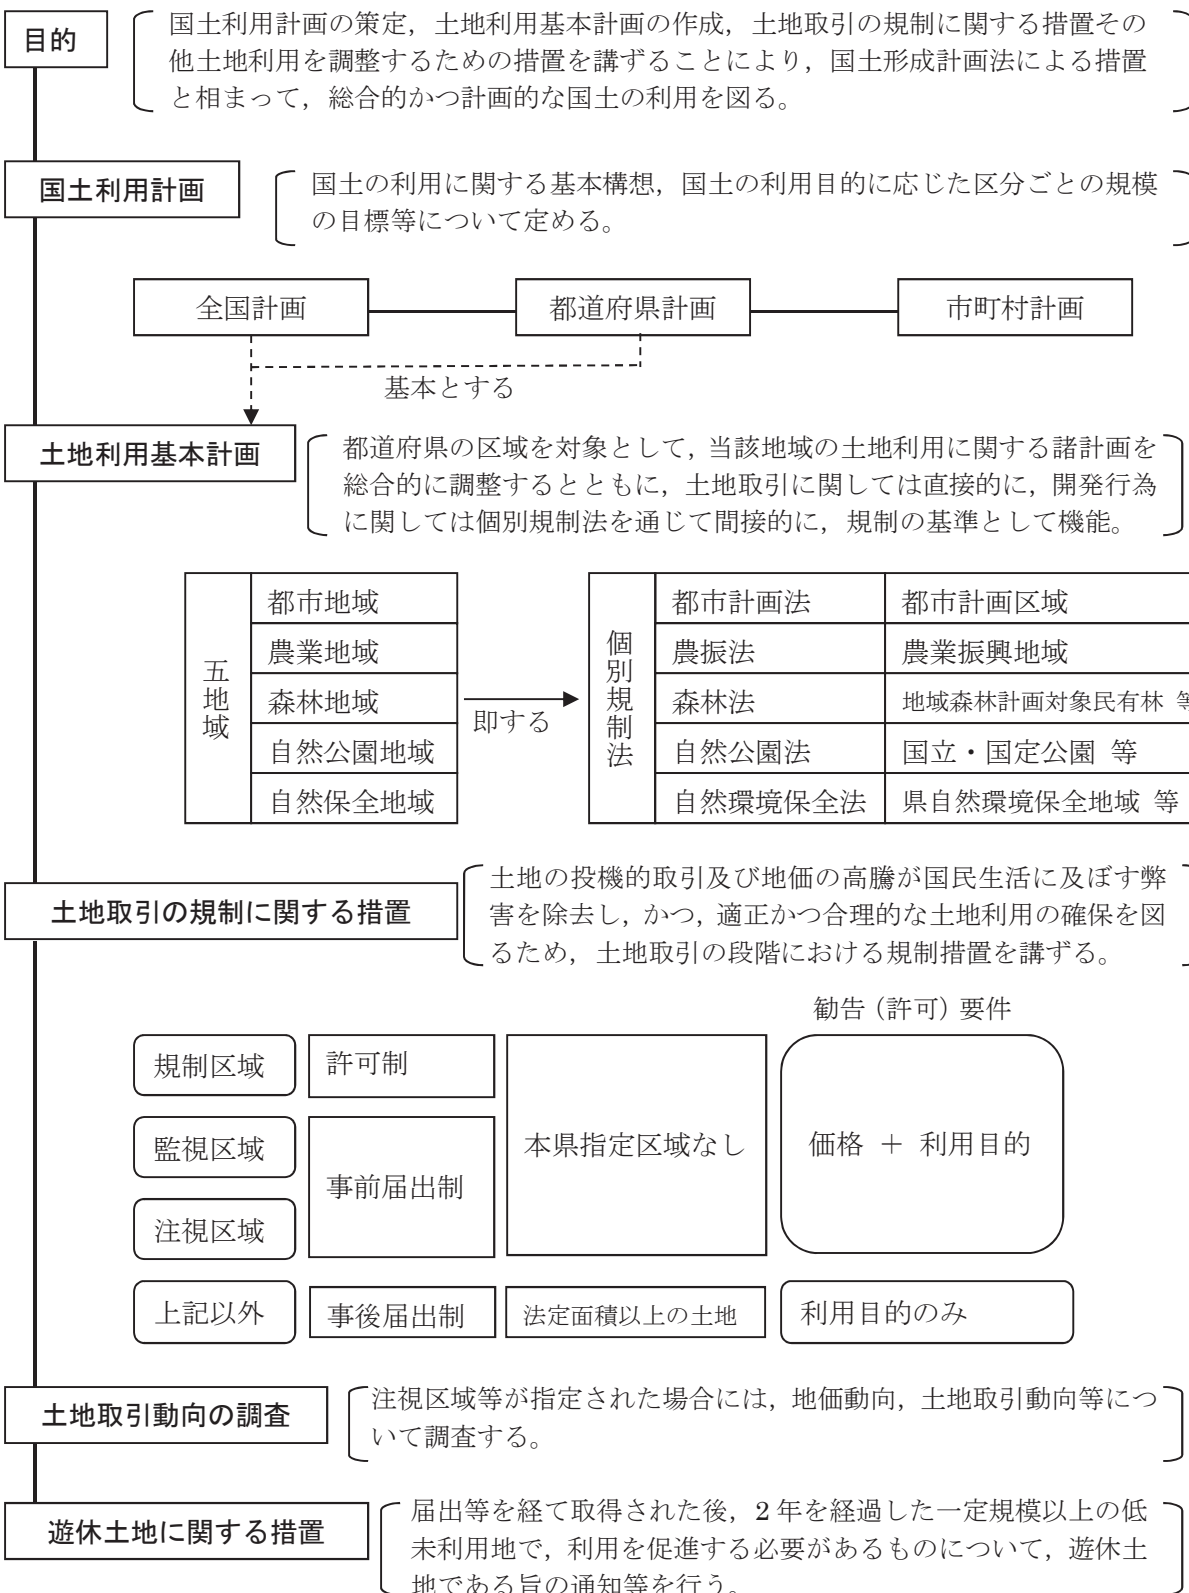 目的
国土利用計画の策定，土地利用基本計画の作成，土地取引の規制に関する措置その
他土地利用を調整するための措置を講ずることにより，国土形成計画法による措置
と相まって，総合的かつ計画的な国土の利用を図る。
国土利用計画
国土の利用に関する基本構想，国土の利用目的に応じた区分ごとの規模
の目標等について定める。
全国計画
都道府県計画
市町村計画
基本とする
土地利用基本計画
都道府県の区域を対象として，当該地域の土地利用に関する諸計画を
総合的に調整するとともに，土地取引に関しては直接的に，開発行為
に関しては個別規制法を通じて間接的に，規制の基準として機能。
五地域
都市地域
農業地域
森林地域
自然公園地域
自然保全地域
即する
個別規制法
都市計画法 都市計画区域
農振法 農業振興地域
森林法 地域森林計画対象民有林 等
自然公園法 国立・国定公園 等
自然環境保全法 県自然環境保全地域 等
土地取引の規制に関する措置
土地の投機的取引及び地価の高騰が国民生活に及ぼす弊
害を除去し，かつ，適正かつ合理的な土地利用の確保を図
るため，土地取引の段階における規制措置を講ずる。
勧告（許可）要件
規制区域 許可制
監視区域
事前届出制
注視区域
本県指定区域なし
価格 ＋ 利用目的
上記以外 事後届出制 法定面積以上の土地 利用目的のみ
土地取引動向の調査
注視区域等が指定された場合には，地価動向，土地取引動向等につ
いて調査する。
遊休土地に関する措置
届出等を経て取得された後，2 年を経過した一定規模以上の低
未利用地で，利用を促進する必要があるものについて，遊休土
地である旨の通知等を行う。